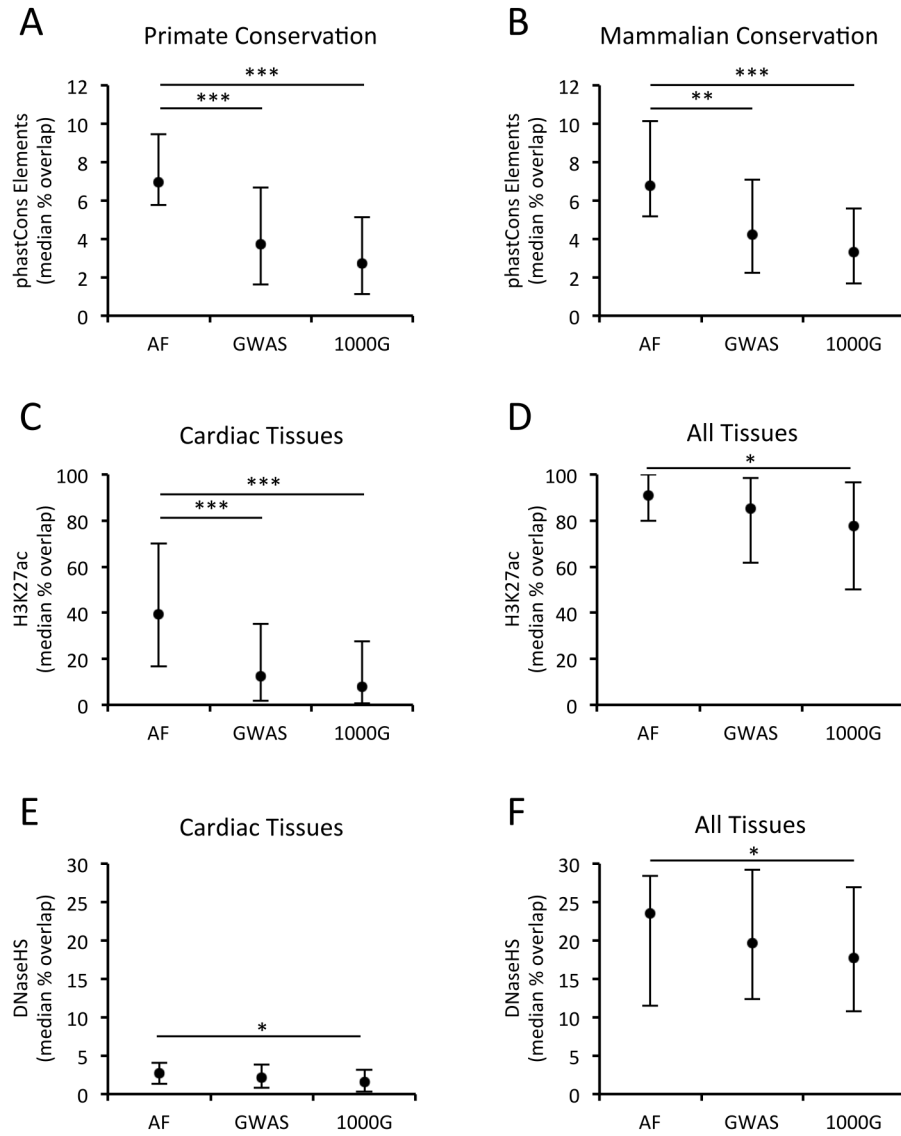 A
Primate Conservation
phastCons Elements
(median % overlap)
12
10
8
6
4
2
0
***
***
AF GWAS 1000G
B
Mammalian Conservation
phastCons Elements
(median % overlap)
12
10
8
6
4
2
0
***
**
AF GWAS 1000G
C
Cardiac Tissues
H3K27ac
(median % overlap)
100
80
60
40
20
0
***
***
AF GWAS 1000G
D
All Tissues
H3K27ac
(median % overlap)
100
80
60
40
20
0
*
AF GWAS 1000G
E
Cardiac Tissues
DNaseHS
(median % overlap)
30
25
20
15
10
5
0
*
AF GWAS 1000G
F
All Tissues
DNaseHS
(median % overlap)
30
25
20
15
10
5
0
*
AF GWAS 1000G